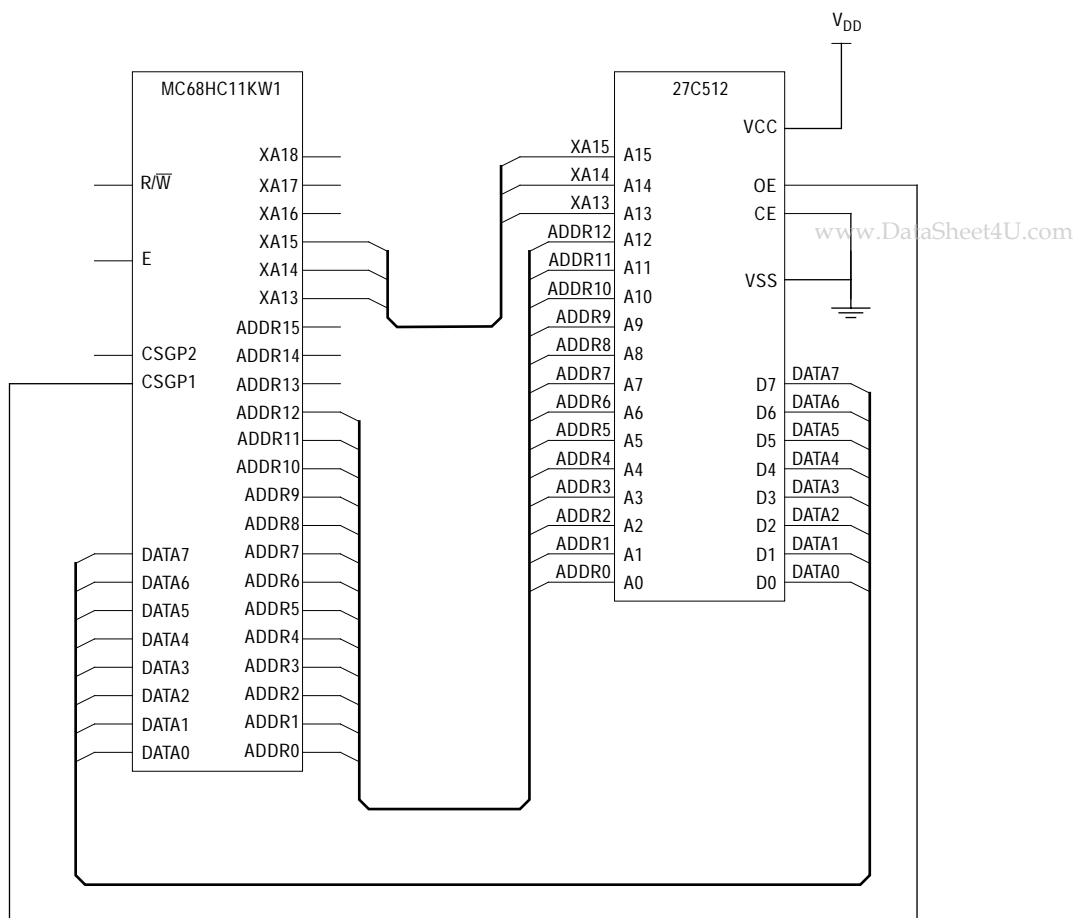 VDD
MC68HC11KW1
27C512
VCC
XA18
XA17
XA16
XA15
XA14
XA13
ADDR15
ADDR14
ADDR13
ADDR12
ADDR11
ADDR10
ADDR9
ADDR8
ADDR7
ADDR6
ADDR5
ADDR4
ADDR3
ADDR2
ADDR1
ADDR0
R/W̅
E
CSGP2
CSGP1
DATA7
DATA6
DATA5
DATA4
DATA3
DATA2
DATA1
DATA0
XA15
XA14
XA13
ADDR12
ADDR11
ADDR10
ADDR9
ADDR8
ADDR7
ADDR6
ADDR5
ADDR4
ADDR3
ADDR2
ADDR1
ADDR0
A15
A14
A13
A12
A11
A10
A9
A8
A7
A6
A5
A4
A3
A2
A1
A0
OE
CE
VSS
D7
D6
D5
D4
D3
D2
D1
D0
DATA7
DATA6
DATA5
DATA4
DATA3
DATA2
DATA1
DATA0
www.DataSheet4U.com